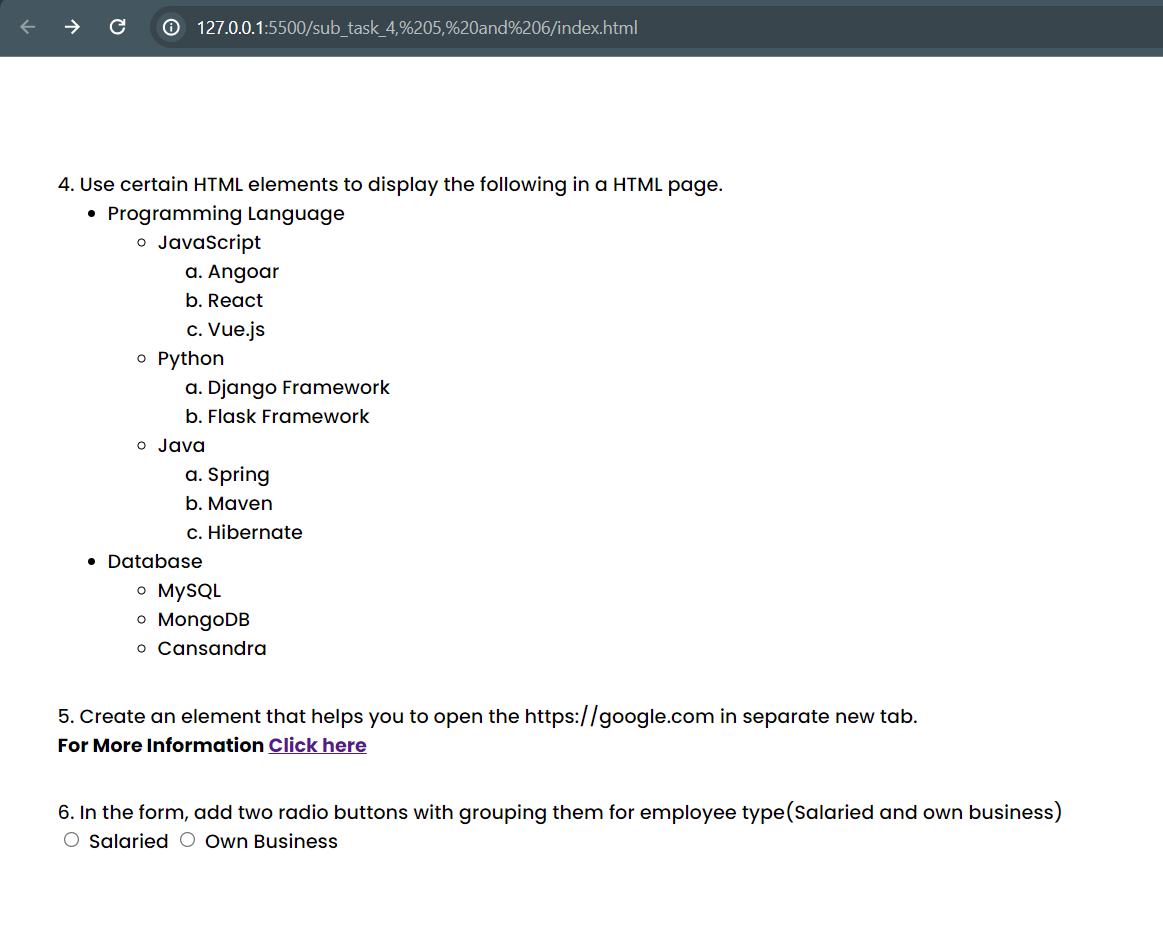 127.0.0.1:5500/sub_task_4,%205,%20and%206/index.html
4. Use certain HTML elements to display the following in a HTML page.
• Programming Language
○ JavaScript
a. Angoar
b. React
c. Vue.js
○ Python
a. Django Framework
b. Flask Framework
○ Java
a. Spring
b. Maven
c. Hibernate
• Database
○ MySQL
○ MongoDB
○ Cansandra
5. Create an element that helps you to open the https://google.com in separate new tab.
For More Information Click here
6. In the form, add two radio buttons with grouping them for employee type(Salaried and own business)
Salaried Own Business